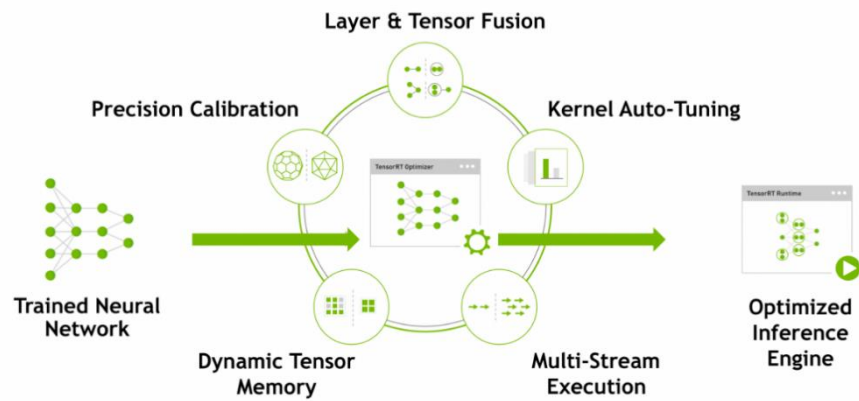 Layer & Tensor Fusion
Precision Calibration
Kernel Auto-Tuning
TensorRT Optimizer
TensorRT Runtime
Trained Neural
Network
Dynamic Tensor
Memory
Multi-Stream
Execution
Optimized
Inference
Engine